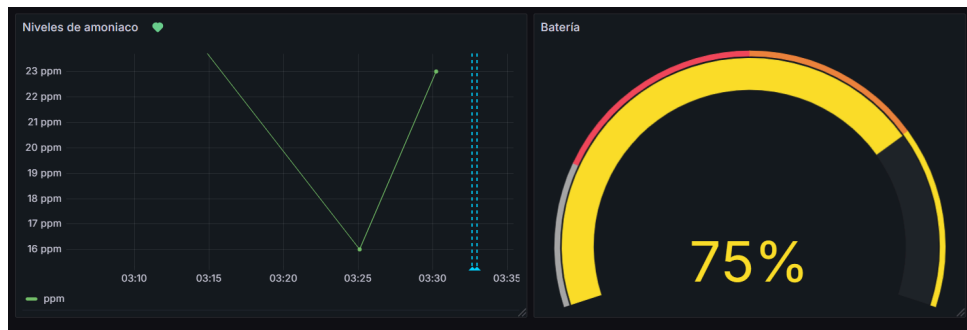 Niveles de amoniaco
23 ppm
22 ppm
21 ppm
20 ppm
19 ppm
18 ppm
17 ppm
16 ppm
03:10 03:15 03:20 03:25 03:30 03:35
ppm
Batería
75%